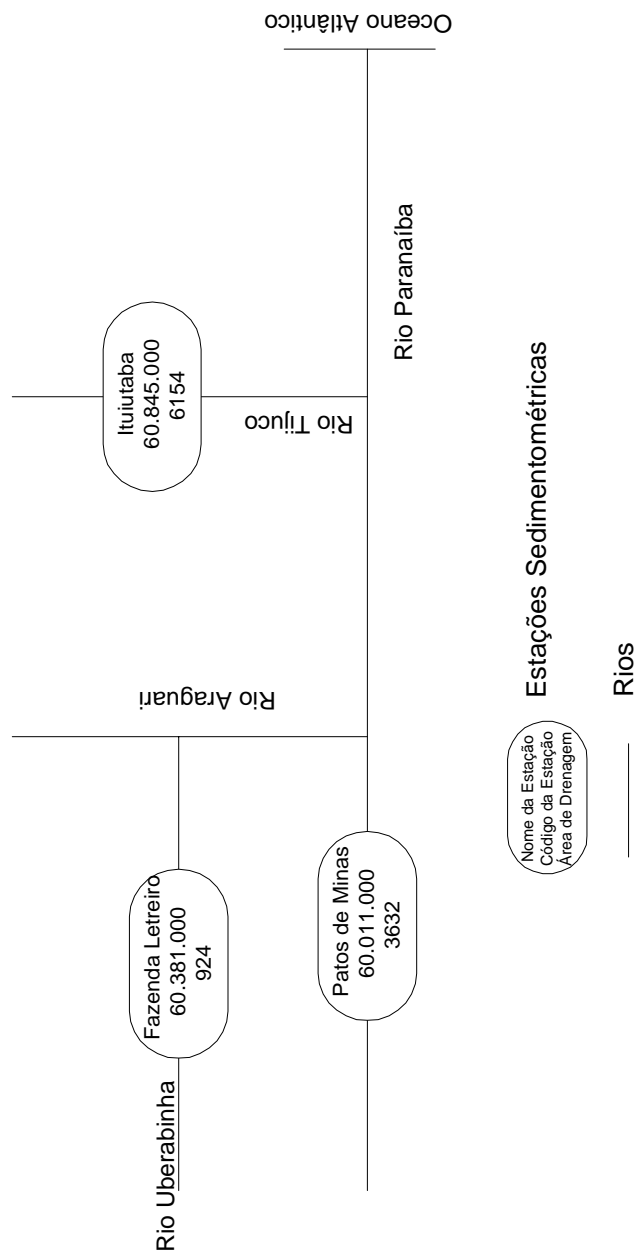 Oceano Atlântico
Ituiutaba
60.845.000
6154
Rio Tijuco
Rio Paranaíba
Rio Araguari
Fazenda Letreiro
60.381.000
924
Rio Uberabinha
Patos de Minas
60.011.000
3632
Estações Sedimentométricas
Nome da Estação
Código da Estação
Área de Drenagem
Rios